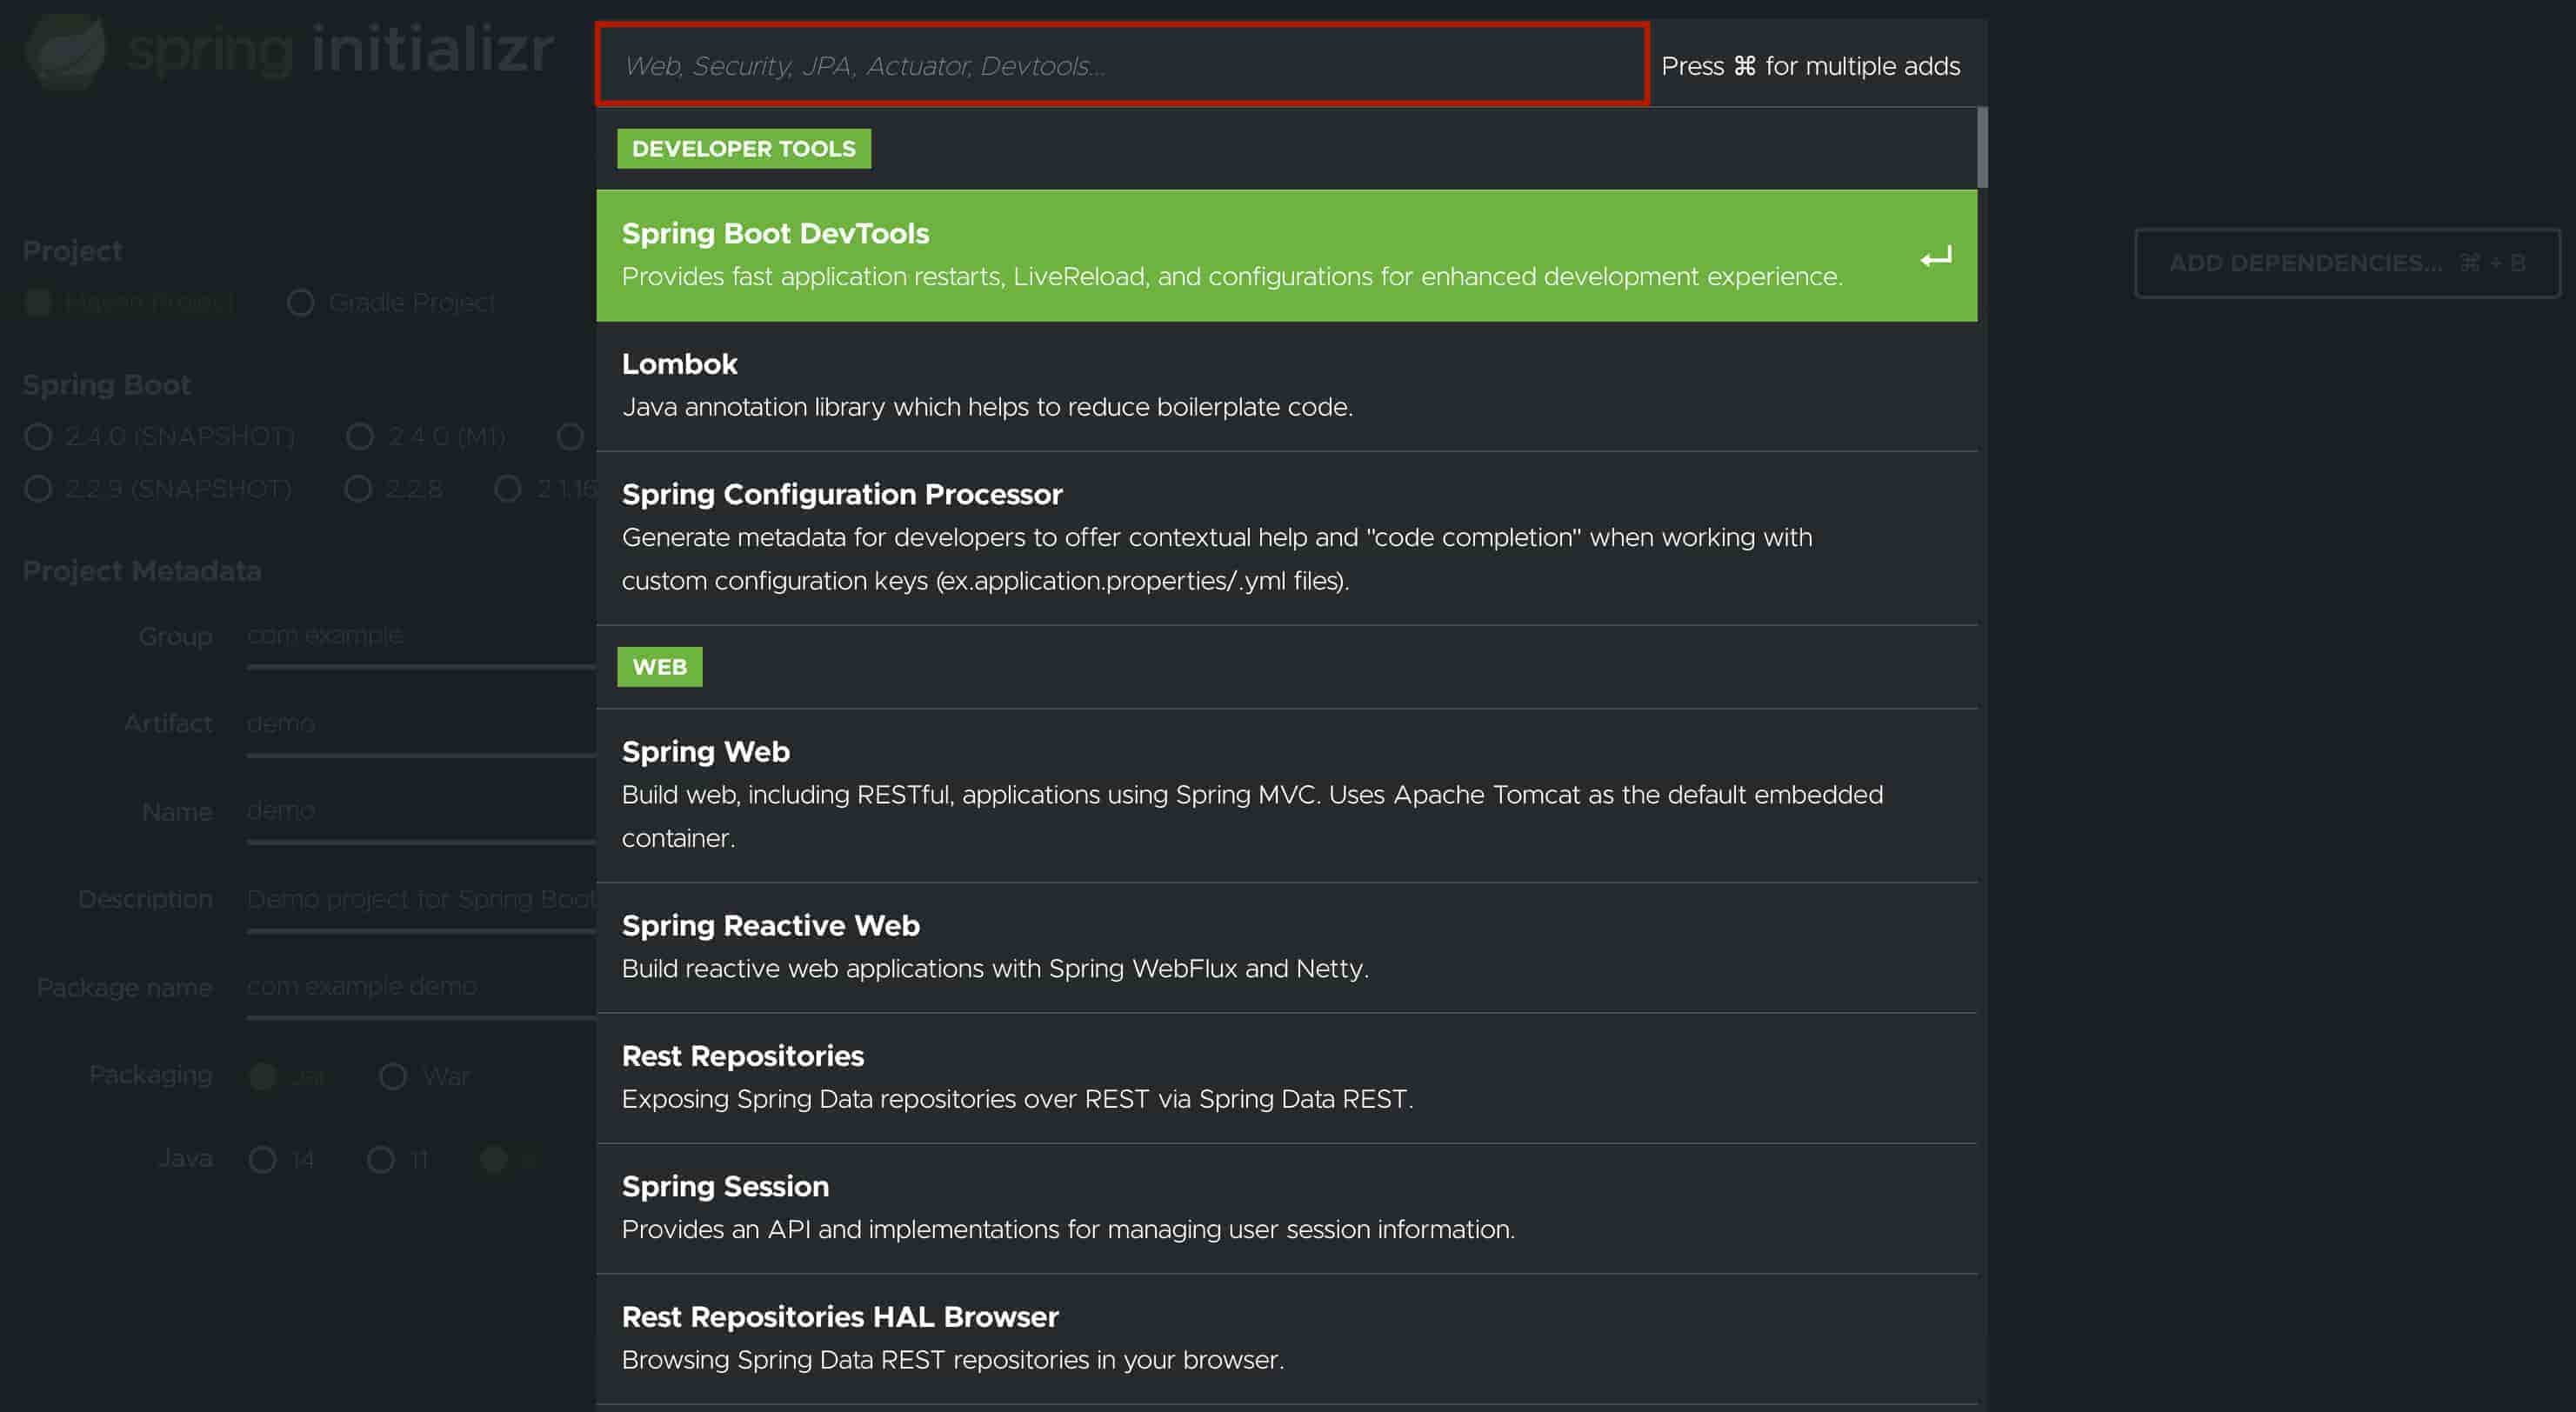 spring initializr
Web, Security, JPA, Actuator, Devtools...
Press ⌘ for multiple adds
DEVELOPER TOOLS
Spring Boot DevTools
Provides fast application restarts, LiveReload, and configurations for enhanced development experience.
Lombok
Java annotation library which helps to reduce boilerplate code.
Spring Configuration Processor
Generate metadata for developers to offer contextual help and "code completion" when working with
custom configuration keys (ex.application.properties/.yml files).
WEB
Spring Web
Build web, including RESTful, applications using Spring MVC. Uses Apache Tomcat as the default embedded
container.
Spring Reactive Web
Build reactive web applications with Spring WebFlux and Netty.
Rest Repositories
Exposing Spring Data repositories over REST via Spring Data REST.
Spring Session
Provides an API and implementations for managing user session information.
Rest Repositories HAL Browser
Browsing Spring Data REST repositories in your browser.
Project
Maven Project Gradle Project
Spring Boot
2.4.0 (SNAPSHOT) 2.4.0 (M1)
2.2.9 (SNAPSHOT) 2.2.8 2.1.16
Project Metadata
Group com.example
Artifact demo
Name demo
Description Demo project for Spring Boot
Package name com.example.demo
Packaging Jar War
Java 14 11
ADD DEPENDENCIES... ⌘ + B